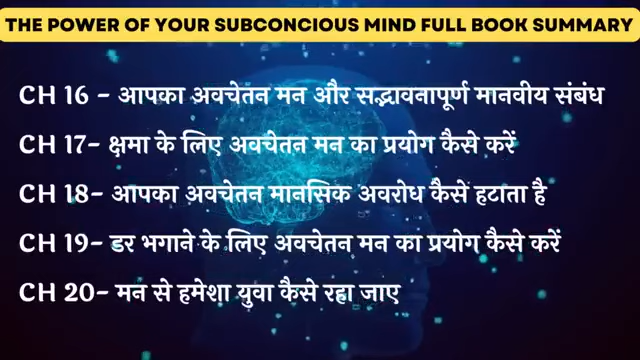 THE POWER OF YOUR SUBCONCIOUS MIND FULL BOOK SUMMARY
CH 16 - आपका अवचेतन मन और सद्भावनापूर्ण मानवीय संबंध
CH 17- क्षमा के लिए अवचेतन मन का प्रयोग कैसे करें
CH 18- आपका अवचेतन मानसिक अवरोध कैसे हटाता है
CH 19- डर भगाने के लिए अवचेतन मन का प्रयोग कैसे करें
CH 20- मन से हमेशा युवा कैसे रहा जाए